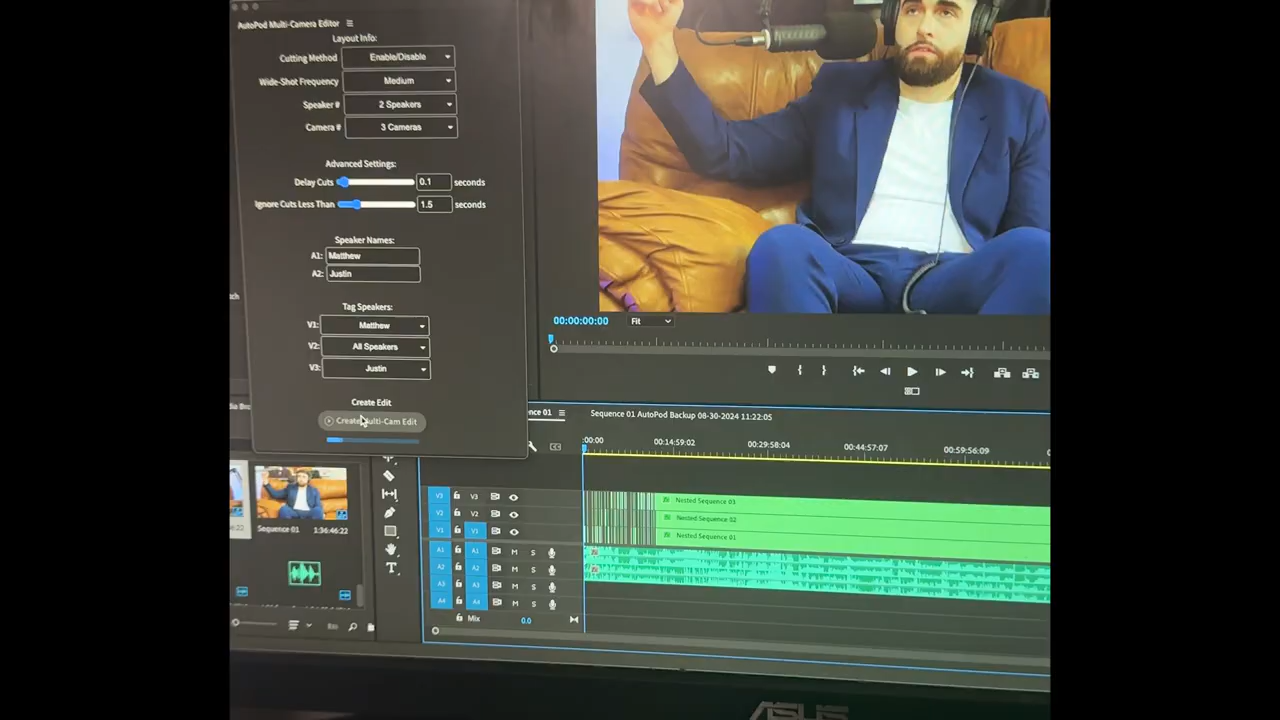 AutoPod Multi-Camera Editor
Layout Info:
Cutting Method Enable/Disable
Wide-Shot Frequency Medium
Speaker # 2 Speakers
Camera # 3 Cameras
Advanced Settings:
Delay Cuts 0.1 seconds
Ignore Cuts Less Than 1.5 seconds
Speaker Names:
A1: Matthew
A2: Justin
Tag Speakers:
V1: Matthew
V2: All Speakers
V3: Justin
Create Edit
Create Multi-Cam Edit
00:00:00:00 Fit
Sequence 01 AutoPod Backup 08-30-2024 11:22:05
:00:00 00:14:59:02 00:29:58:04 00:44:57:07 00:59:56:09
Sequence 01 1:36:46:22
V3 V3 Nested Sequence 03
V2 V2 Nested Sequence 02
V1 V1 V1 Nested Sequence 01
A1 A1 M S
A2 A2 M S
A3 A3 M S
A4 A4 M S
Mix 0.0
T
ASUS